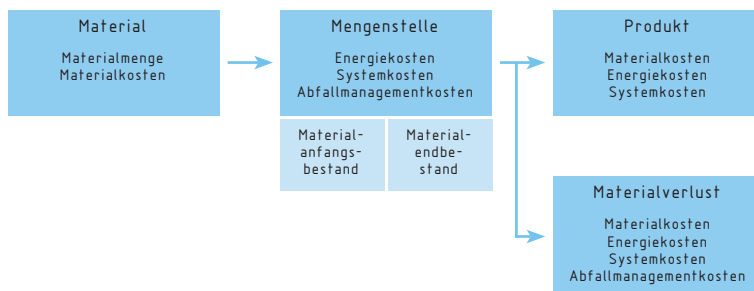 Material
Materialmenge
Materialkosten
Mengenstelle
Energiekosten
Systemkosten
Abfallmanagementkosten
Material-
anfangs-
bestand
Material-
endbe-
stand
Produkt
Materialkosten
Energiekosten
Systemkosten
Materialverlust
Materialkosten
Energiekosten
Systemkosten
Abfallmanagementkosten